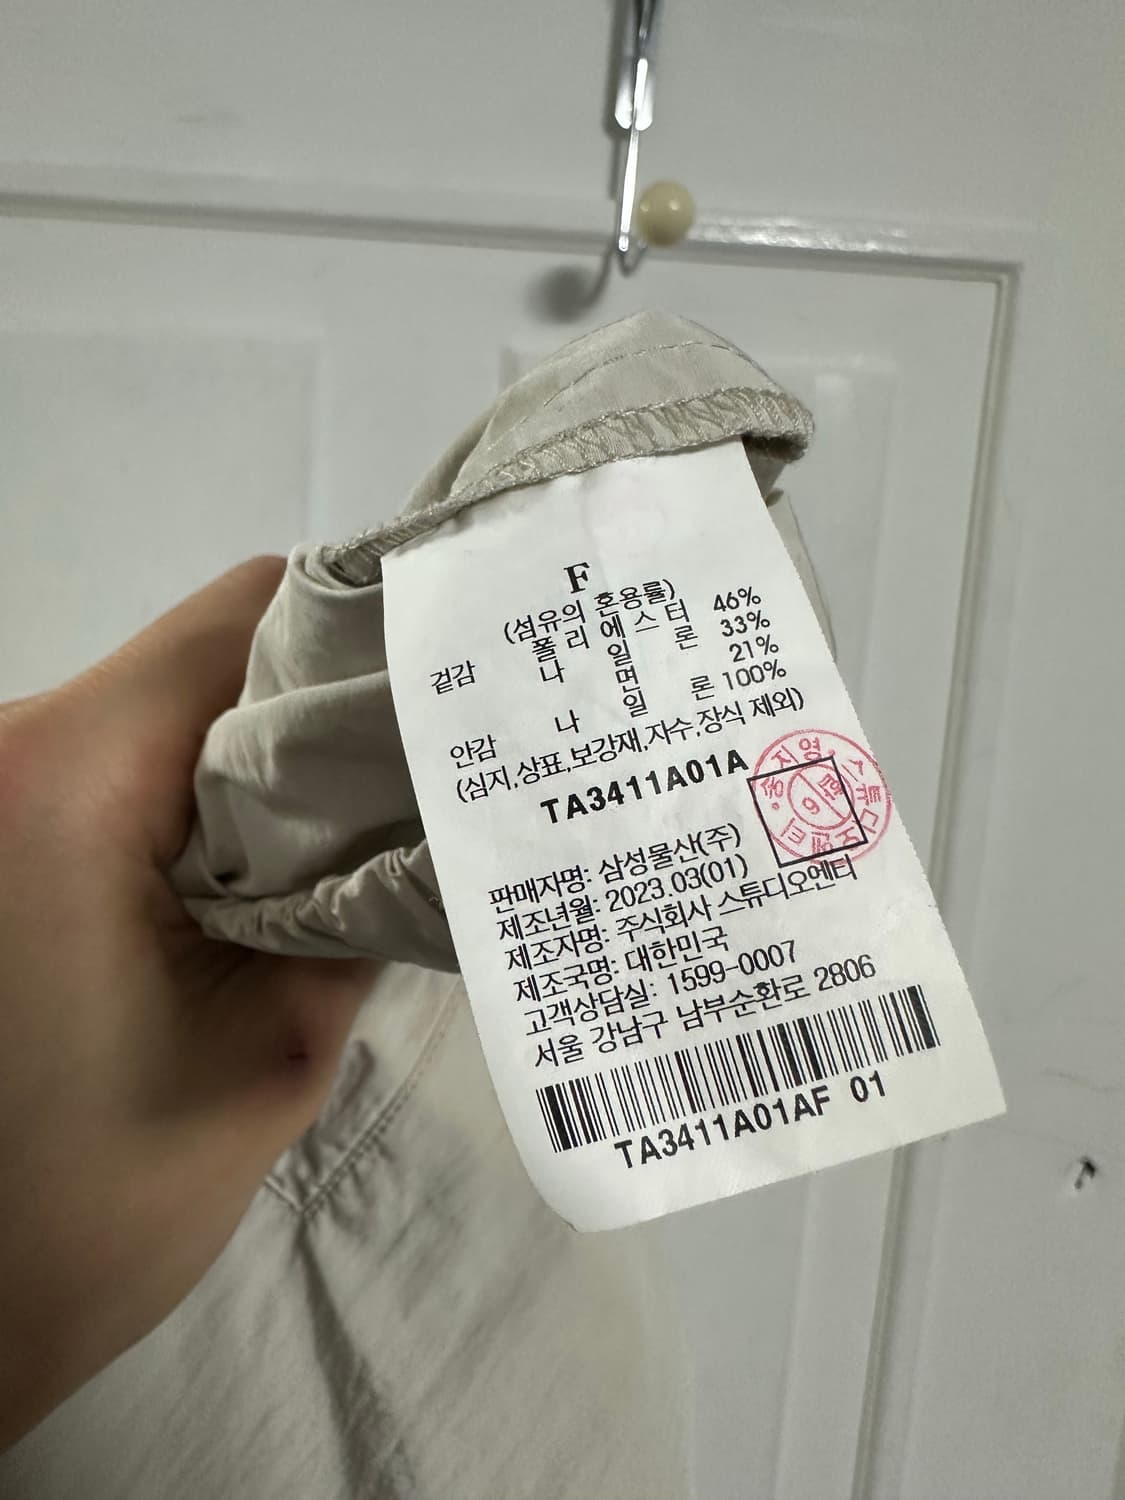 F
(섬유의 혼용률)
겉감 폴리에스터 46%
나일론 33%
면 21%
안감 나일론 100%
(심지,상표,보강재,자수,장식 제외)
TA3411A01A
판매자명: 삼성물산(주)
제조년월: 2023.03(01)
제조자명: 주식회사 스튜디오엔티
제조국명: 대한민국
고객상담실: 1599-0007
서울 강남구 남부순환로 2806
TA3411A01AF 01